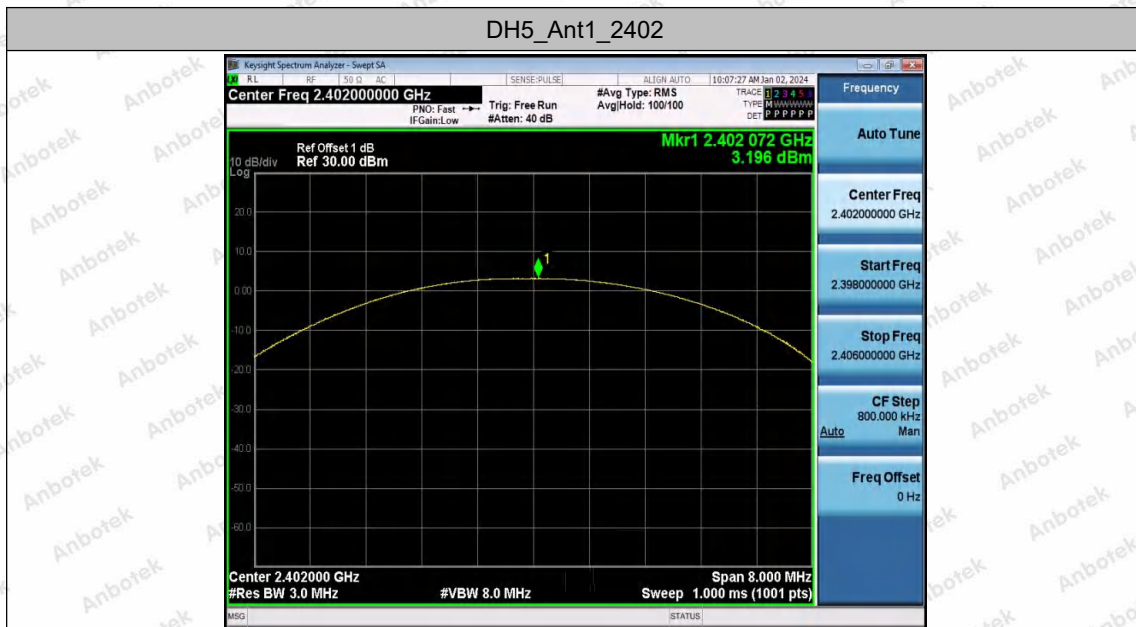 DH5_Ant1_2402
Keysight Spectrum Analyzer - Swept SA
RL RF 50 Ω AC SENSE:PULSE ALIGN AUTO 10:07:27 AM Jan 02, 2024
Center Freq 2.402000000 GHz
PNO: Fast
IFGain:Low
Trig: Free Run
#Atten: 40 dB
#Avg Type: RMS
Avg|Hold: 100/100
TRACE 1 2 3 4 5 6
TYPE M WWWWW
DET P P P P P P
Ref Offset 1 dB
10 dB/div Ref 30.00 dBm
Log
Mkr1 2.402 072 GHz
3.196 dBm
20.0
10.0
0.00
-10.0
-20.0
-30.0
-40.0
-50.0
-60.0
1
Center 2.402000 GHz Span 8.000 MHz
#Res BW 3.0 MHz #VBW 8.0 MHz Sweep 1.000 ms (1001 pts)
MSG STATUS
Frequency
Auto Tune
Center Freq
2.402000000 GHz
Start Freq
2.398000000 GHz
Stop Freq
2.406000000 GHz
CF Step
800.000 kHz
Auto Man
Freq Offset
0 Hz
Anbotek